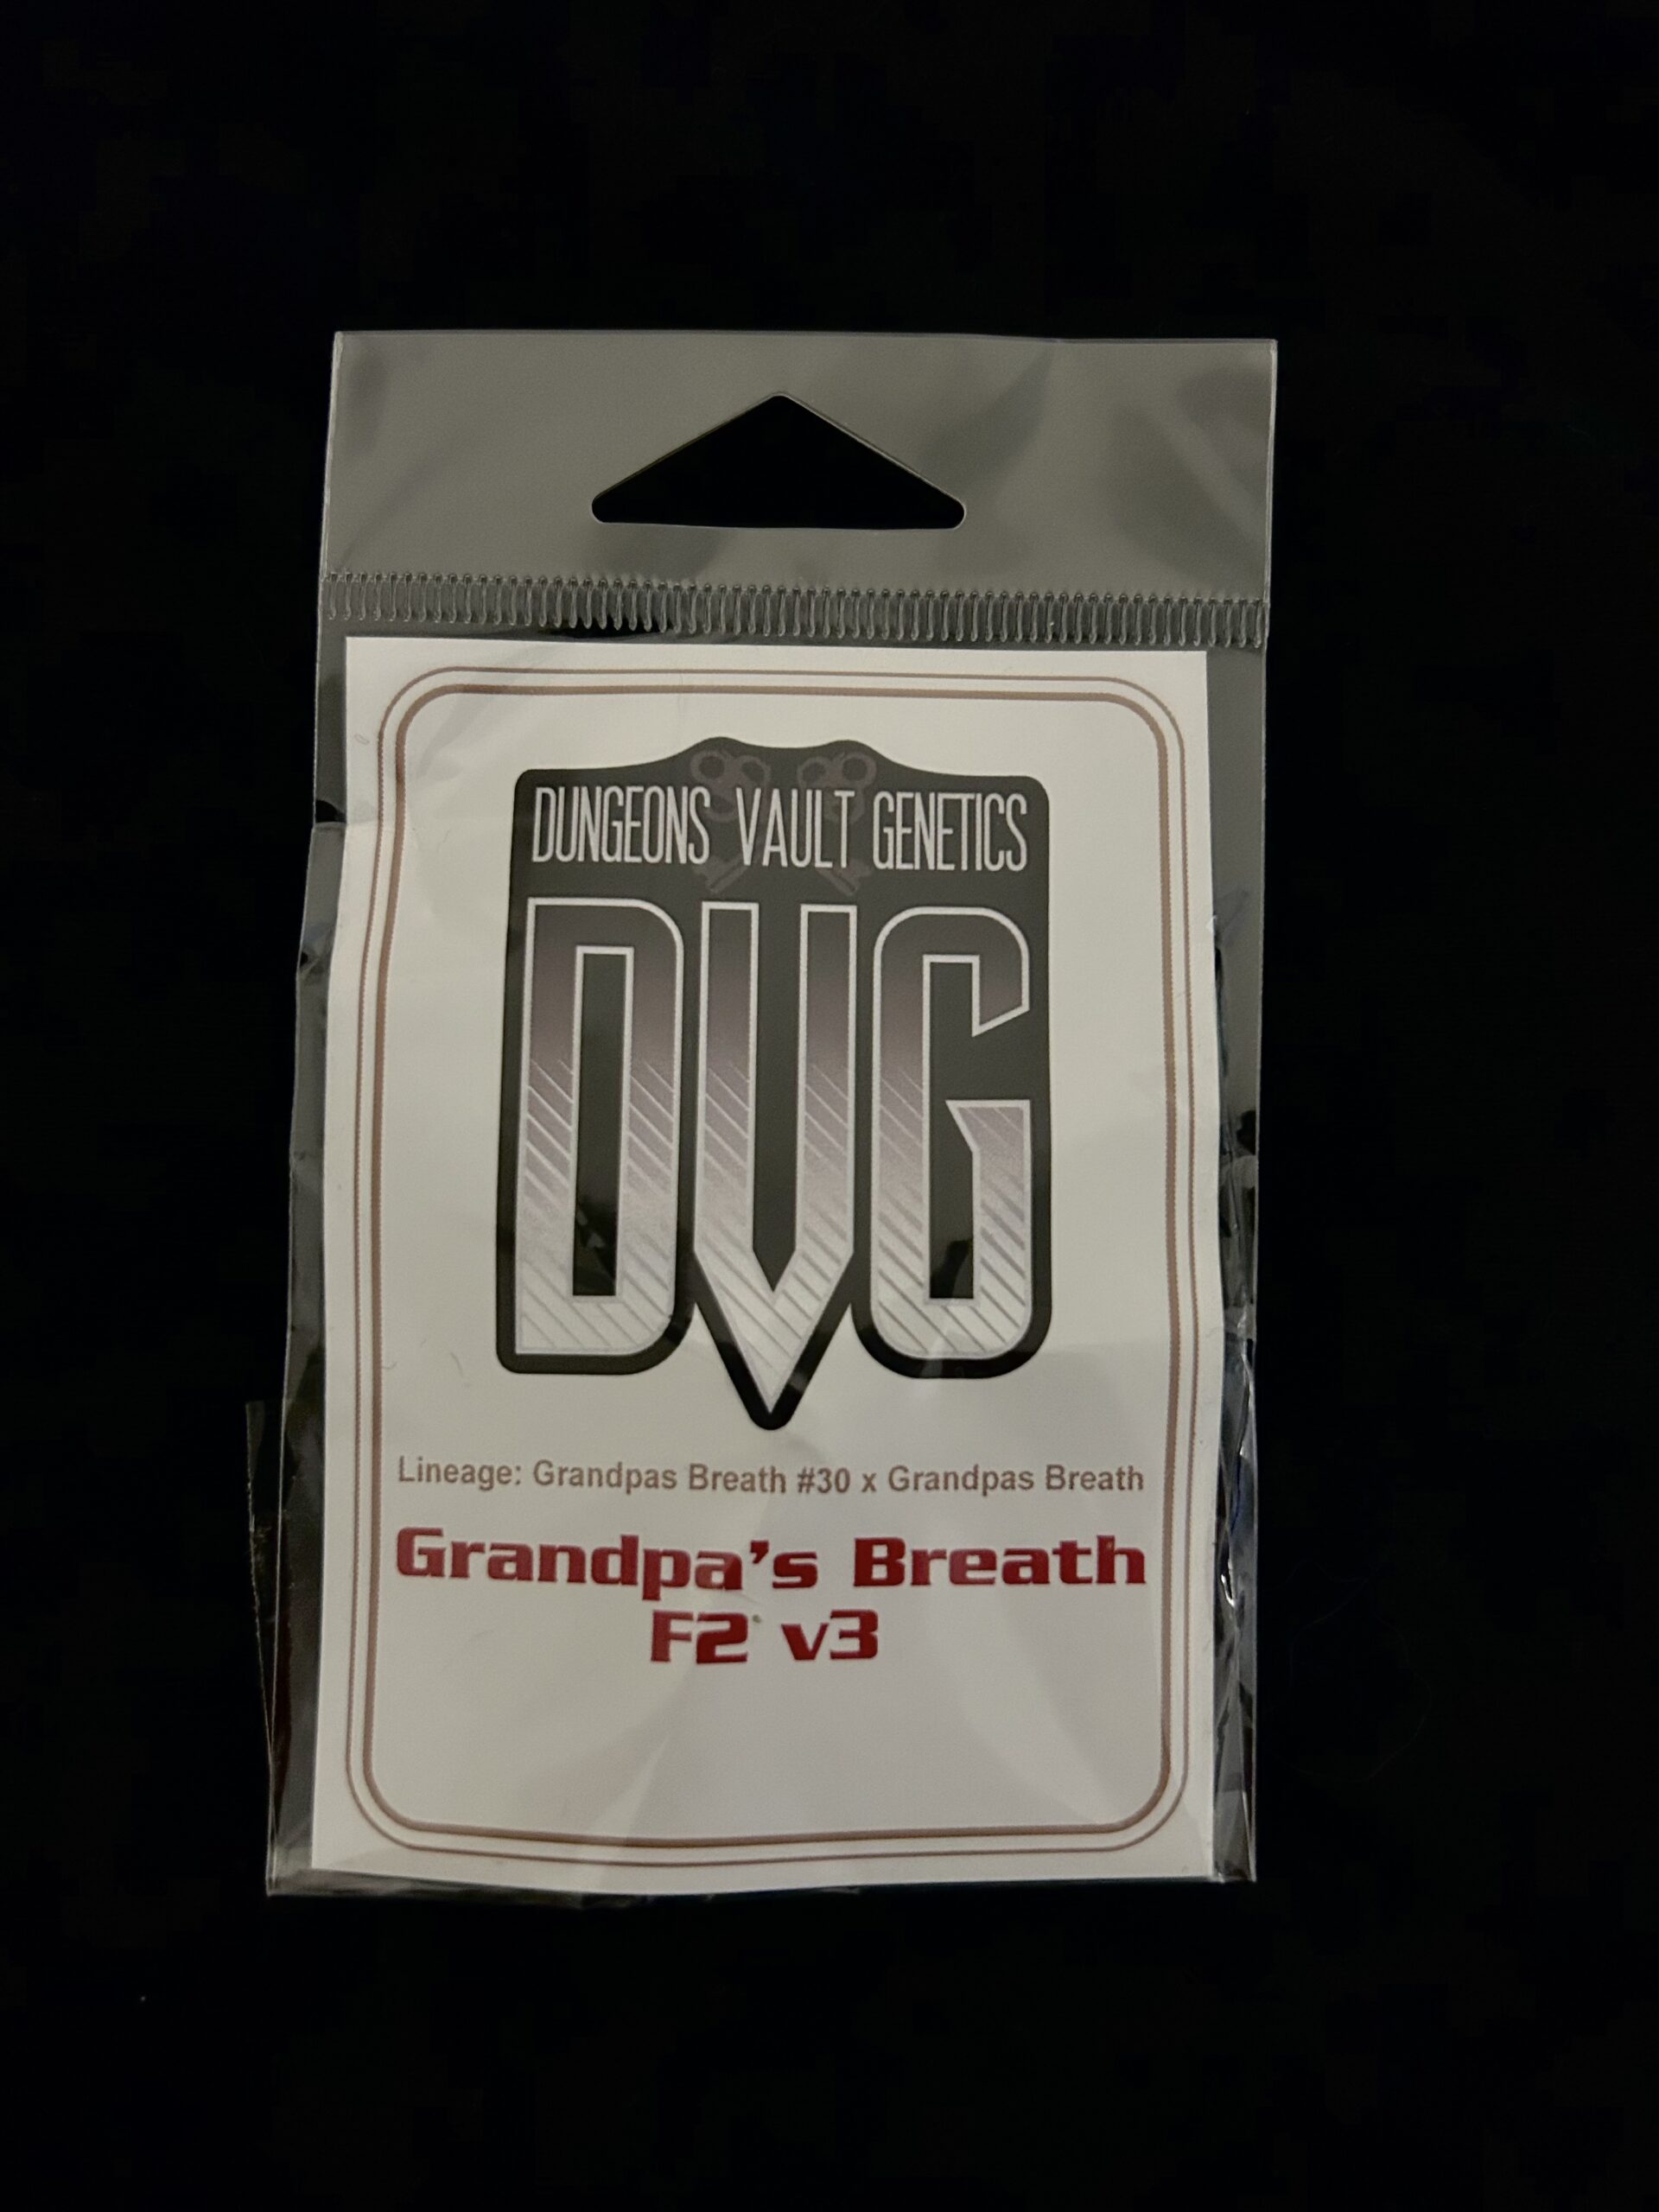 DUNGEONS VAULT GENETICS
DVG
Lineage: Grandpas Breath #30 x Grandpas Breath
Grandpa's Breath
F2 v3